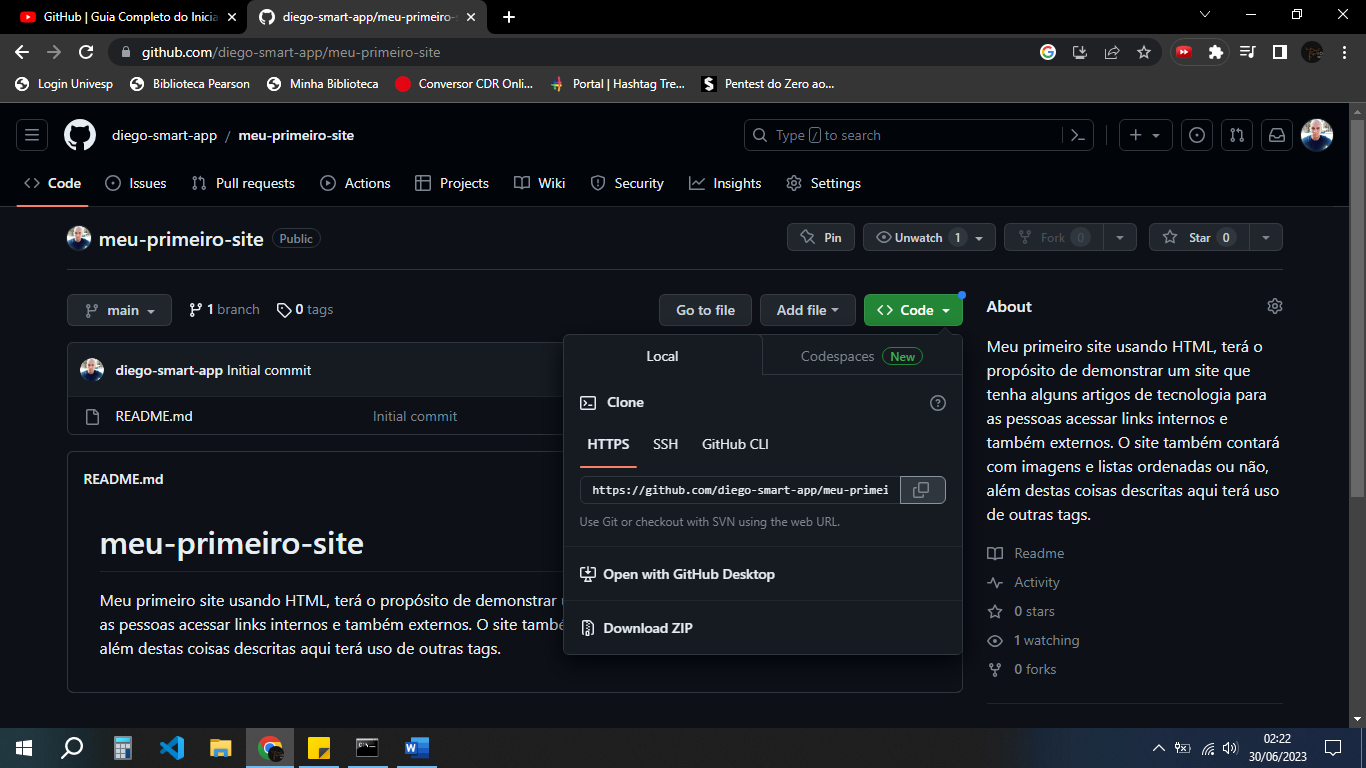 GitHub | Guia Completo do Inicia
diego-smart-app/meu-primeiro-s
github.com/diego-smart-app/meu-primeiro-site
Login Univesp
Biblioteca Pearson
Minha Biblioteca
Conversor CDR Onli...
Portal | Hashtag Tre...
Pentest do Zero ao...
diego-smart-app / meu-primeiro-site
Type / to search
Code
Issues
Pull requests
Actions
Projects
Wiki
Security
Insights
Settings
meu-primeiro-site Public
Pin
Unwatch 1
Fork 0
Star 0
main
1 branch
0 tags
Go to file
Add file
<> Code
diego-smart-app Initial commit
README.md Initial commit
README.md
meu-primeiro-site
Meu primeiro site usando HTML, terá o propósito de demonstrar
as pessoas acessar links internos e também externos. O site també
além destas coisas descritas aqui terá uso de outras tags.
Local
Codespaces New
Clone
HTTPS
SSH
GitHub CLI
https://github.com/diego-smart-app/meu-primei
Use Git or checkout with SVN using the web URL.
Open with GitHub Desktop
Download ZIP
About
Meu primeiro site usando HTML, terá o
propósito de demonstrar um site que
tenha alguns artigos de tecnologia para
as pessoas acessar links internos e
também externos. O site também contará
com imagens e listas ordenadas ou não,
além destas coisas descritas aqui terá uso
de outras tags.
Readme
Activity
0 stars
1 watching
0 forks
02:22
30/06/2023